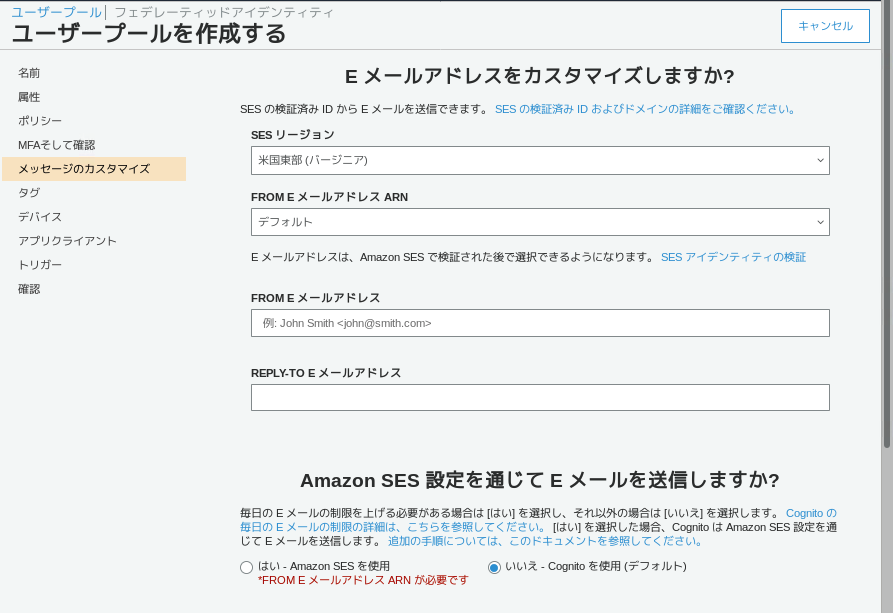 ユーザープール フェデレーティッドアイデンティティ
ユーザープールを作成する
キャンセル
名前
属性
ポリシー
MFAそして確認
メッセージのカスタマイズ
タグ
デバイス
アプリクライアント
トリガー
確認
E メールアドレスをカスタマイズしますか?
SES の検証済み ID から E メールを送信できます。 SES の検証済み ID およびドメインの詳細をご確認ください。
SES リージョン
米国東部 (バージニア)
FROM E メールアドレス ARN
デフォルト
E メールアドレスは、Amazon SES で検証された後で選択できるようになります。 SES アイデンティティの検証
FROM E メールアドレス
例: John Smith <john@smith.com>
REPLY-TO E メールアドレス
Amazon SES 設定を通じて E メールを送信しますか?
毎日の E メールの制限を上げる必要がある場合は [はい] を選択し、それ以外の場合は [いいえ] を選択します。 Cognito の
毎日の E メールの制限の詳細は、こちらを参照してください。 [はい] を選択した場合、Cognito は Amazon SES 設定を通
じて E メールを送信します。 追加の手順については、このドキュメントを参照してください。
はい - Amazon SES を使用
*FROM E メールアドレス ARN が必要です
いいえ - Cognito を使用 (デフォルト)